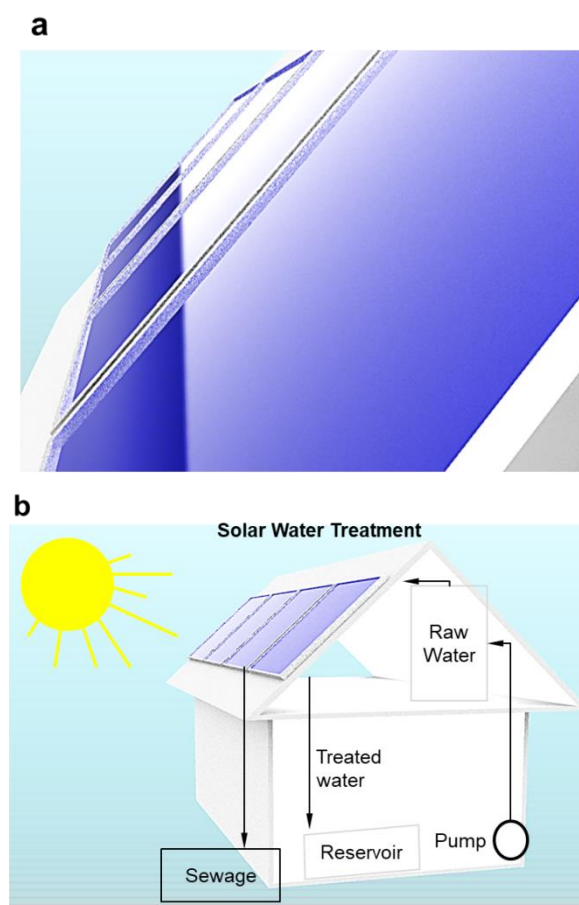 a
b
Solar Water Treatment
Raw
Water
Treated
water
Pump
Reservoir
Sewage